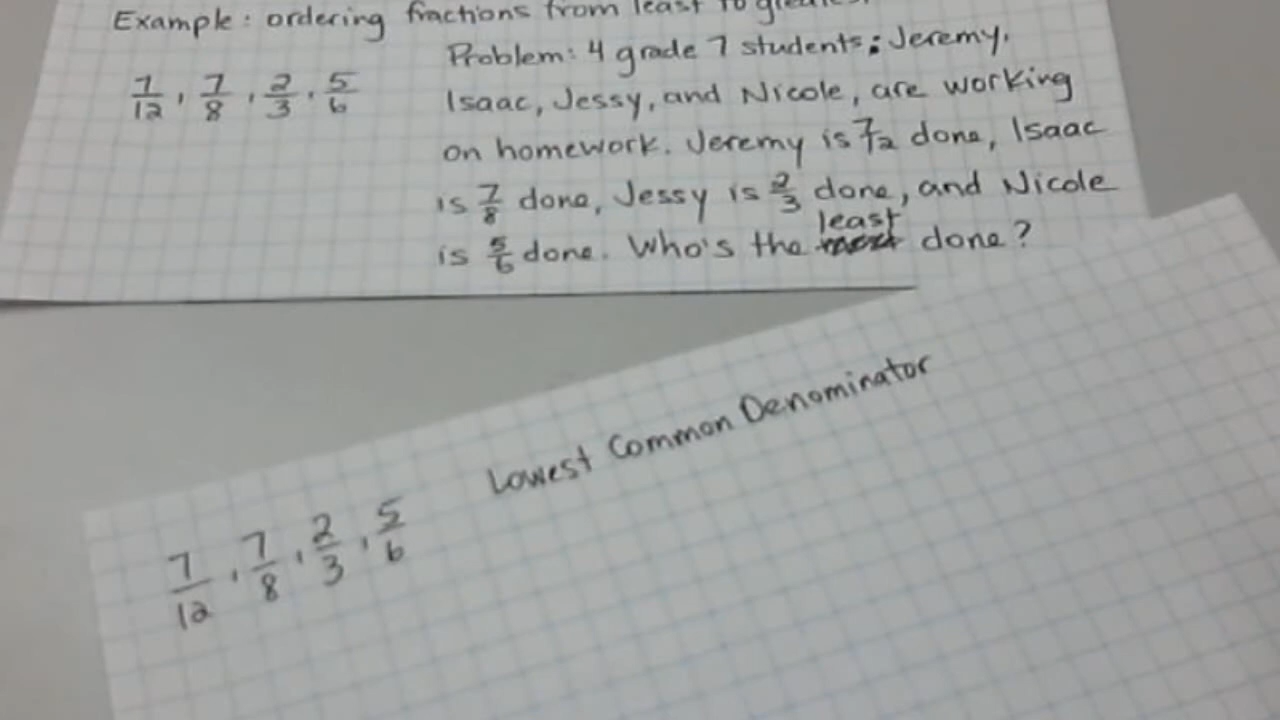 Example: ordering fractions from least to greatest
Problem: 4 grade 7 students: Jeremy,
7/12, 7/8, 2/3, 5/6
Isaac, Jessy, and Nicole, are working
on homework. Jeremy is 7/12 done, Isaac
is 7/8 done, Jessy is 2/3 done, and Nicole
is 5/6 done. Who's the least done?
Lowest Common Denominator
7/12, 7/8, 2/3, 5/6